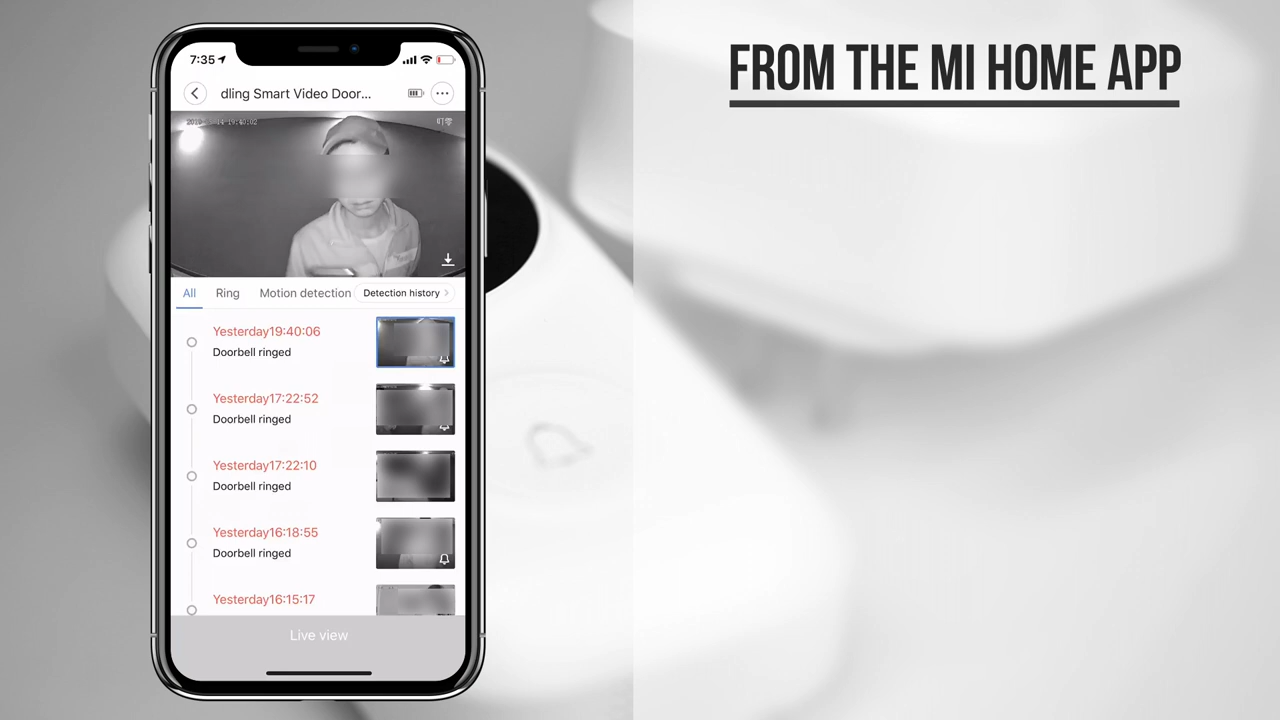 FROM THE MI HOME APP
7:35
dling Smart Video Door...
叮零
All Ring Motion detection Detection history
Yesterday19:40:06
Doorbell ringed
Yesterday17:22:52
Doorbell ringed
Yesterday17:22:10
Doorbell ringed
Yesterday16:18:55
Doorbell ringed
Yesterday16:15:17
Live view